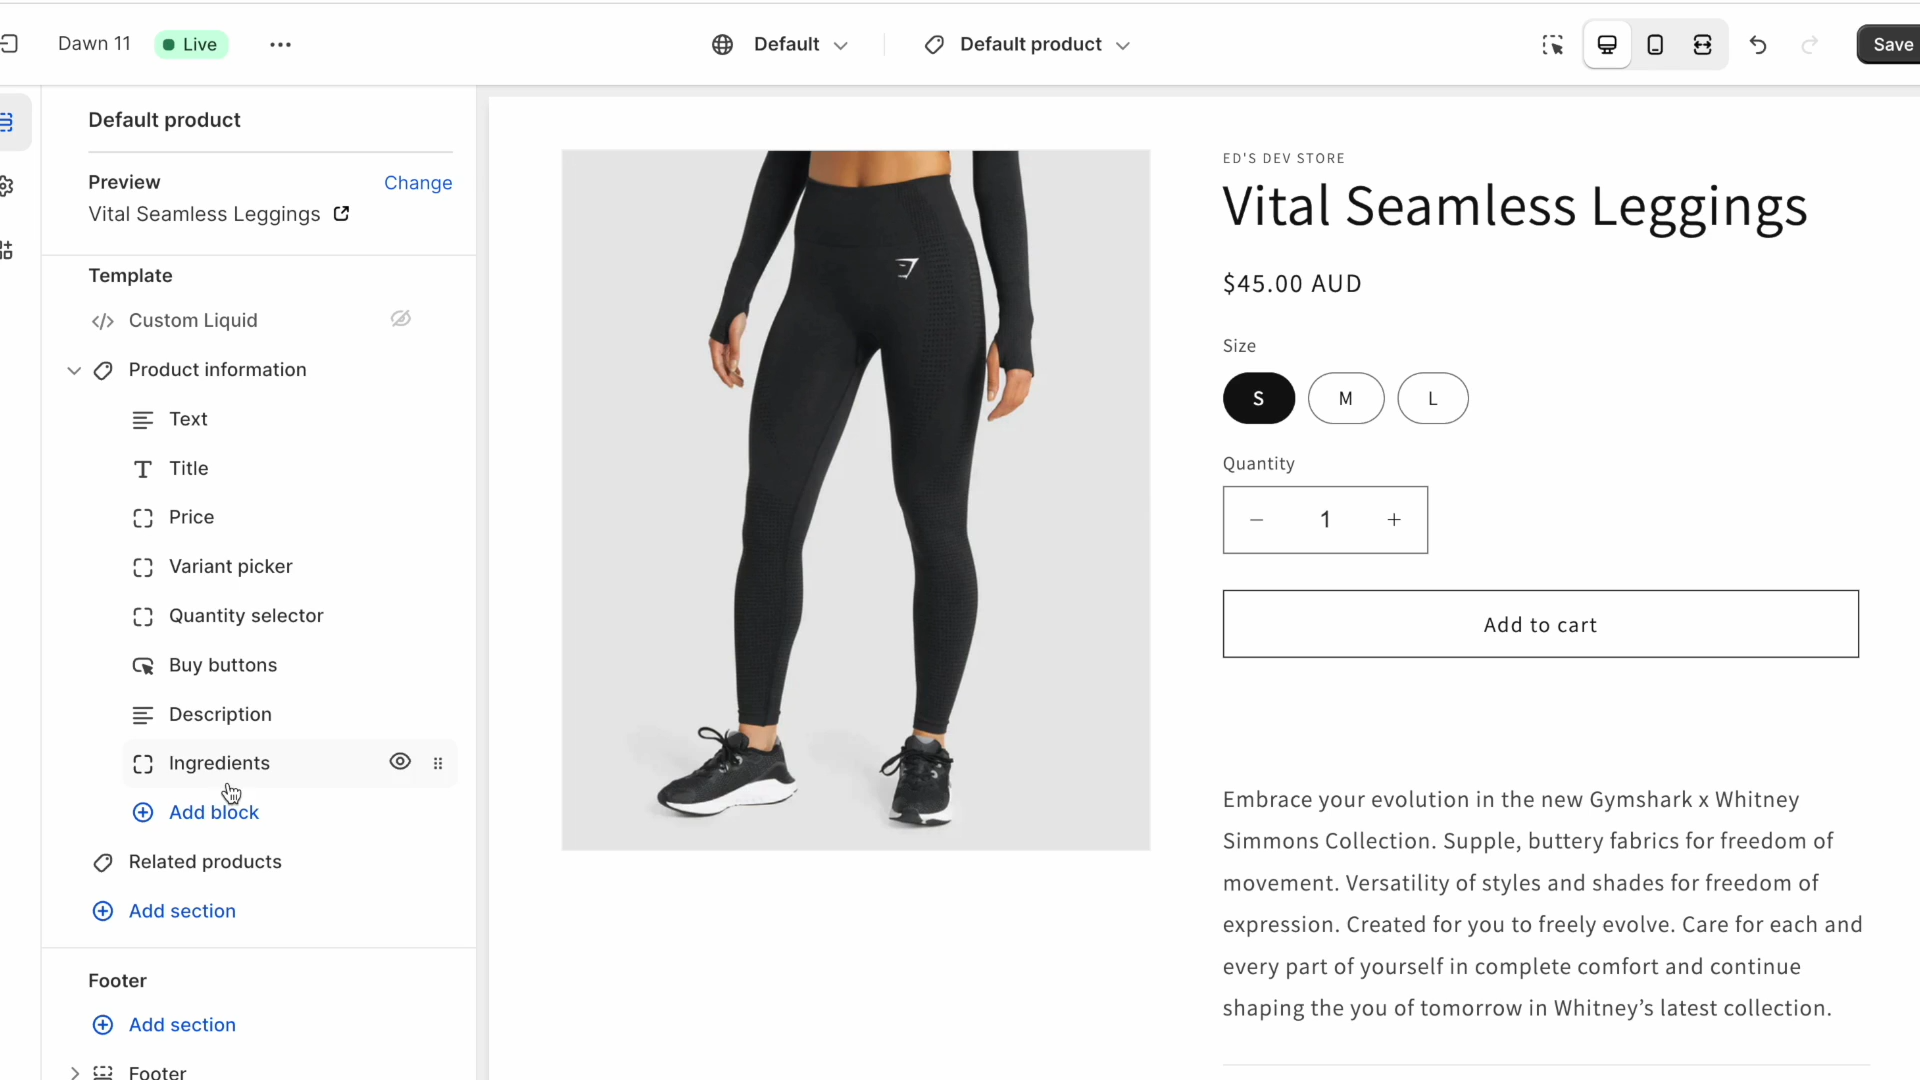 Dawn 11
Live
Default
Default product
Save
Default product
Preview
Change
Vital Seamless Leggings
Template
Custom Liquid
Product information
Text
Title
Price
Variant picker
Quantity selector
Buy buttons
Description
Ingredients
Add block
Related products
Add section
Footer
Add section
Footer
ED'S DEV STORE
Vital Seamless Leggings
$45.00 AUD
Size
S
M
L
Quantity
1
Add to cart
Embrace your evolution in the new Gymshark x Whitney
Simmons Collection. Supple, buttery fabrics for freedom of
movement. Versatility of styles and shades for freedom of
expression. Created for you to freely evolve. Care for each and
every part of yourself in complete comfort and continue
shaping the you of tomorrow in Whitney’s latest collection.